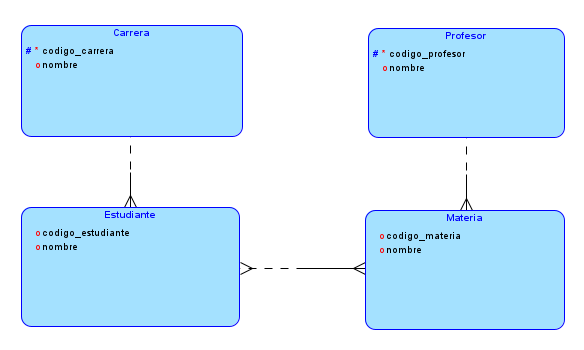 Carrera
# * codigo_carrera
o nombre
Profesor
# * codigo_profesor
o nombre
Estudiante
o codigo_estudiante
o nombre
Materia
o codigo_materia
o nombre